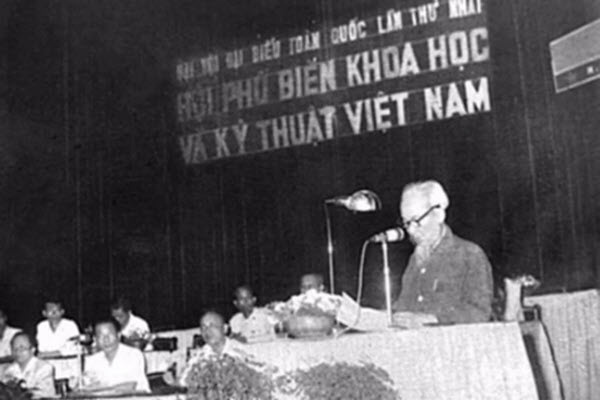 ĐẠI HỘI ĐẠI BIỂU TOÀN QUỐC LẦN THỨ NHẤT
HỘI PHỔ BIẾN KHOA HỌC
VÀ KỸ THUẬT VIỆT NAM